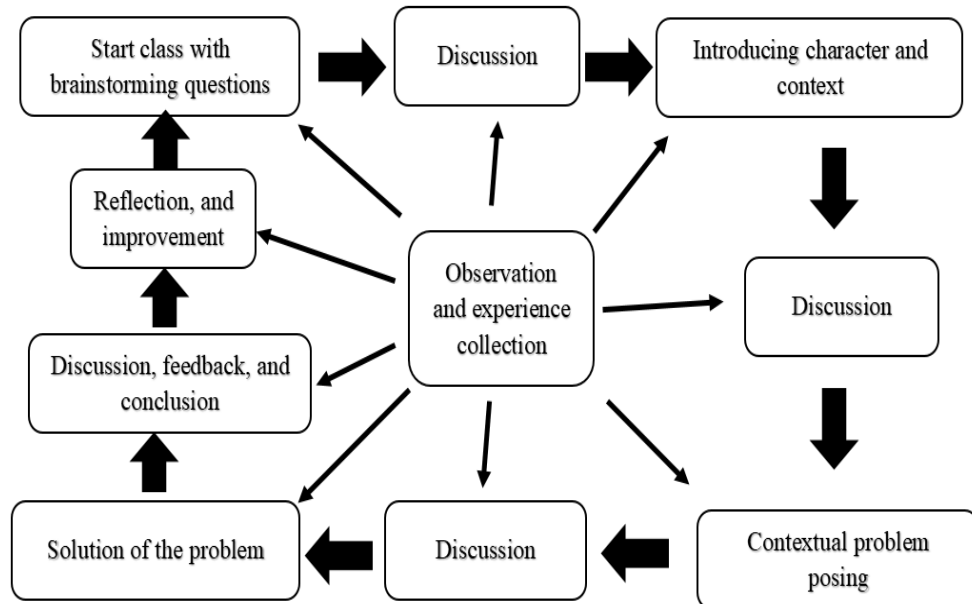 Start class with
brainstorming questions
Discussion
Introducing character and
context
Reflection, and
improvement
Observation
and experience
collection
Discussion
Discussion, feedback, and
conclusion
Solution of the problem
Discussion
Contextual problem
posing